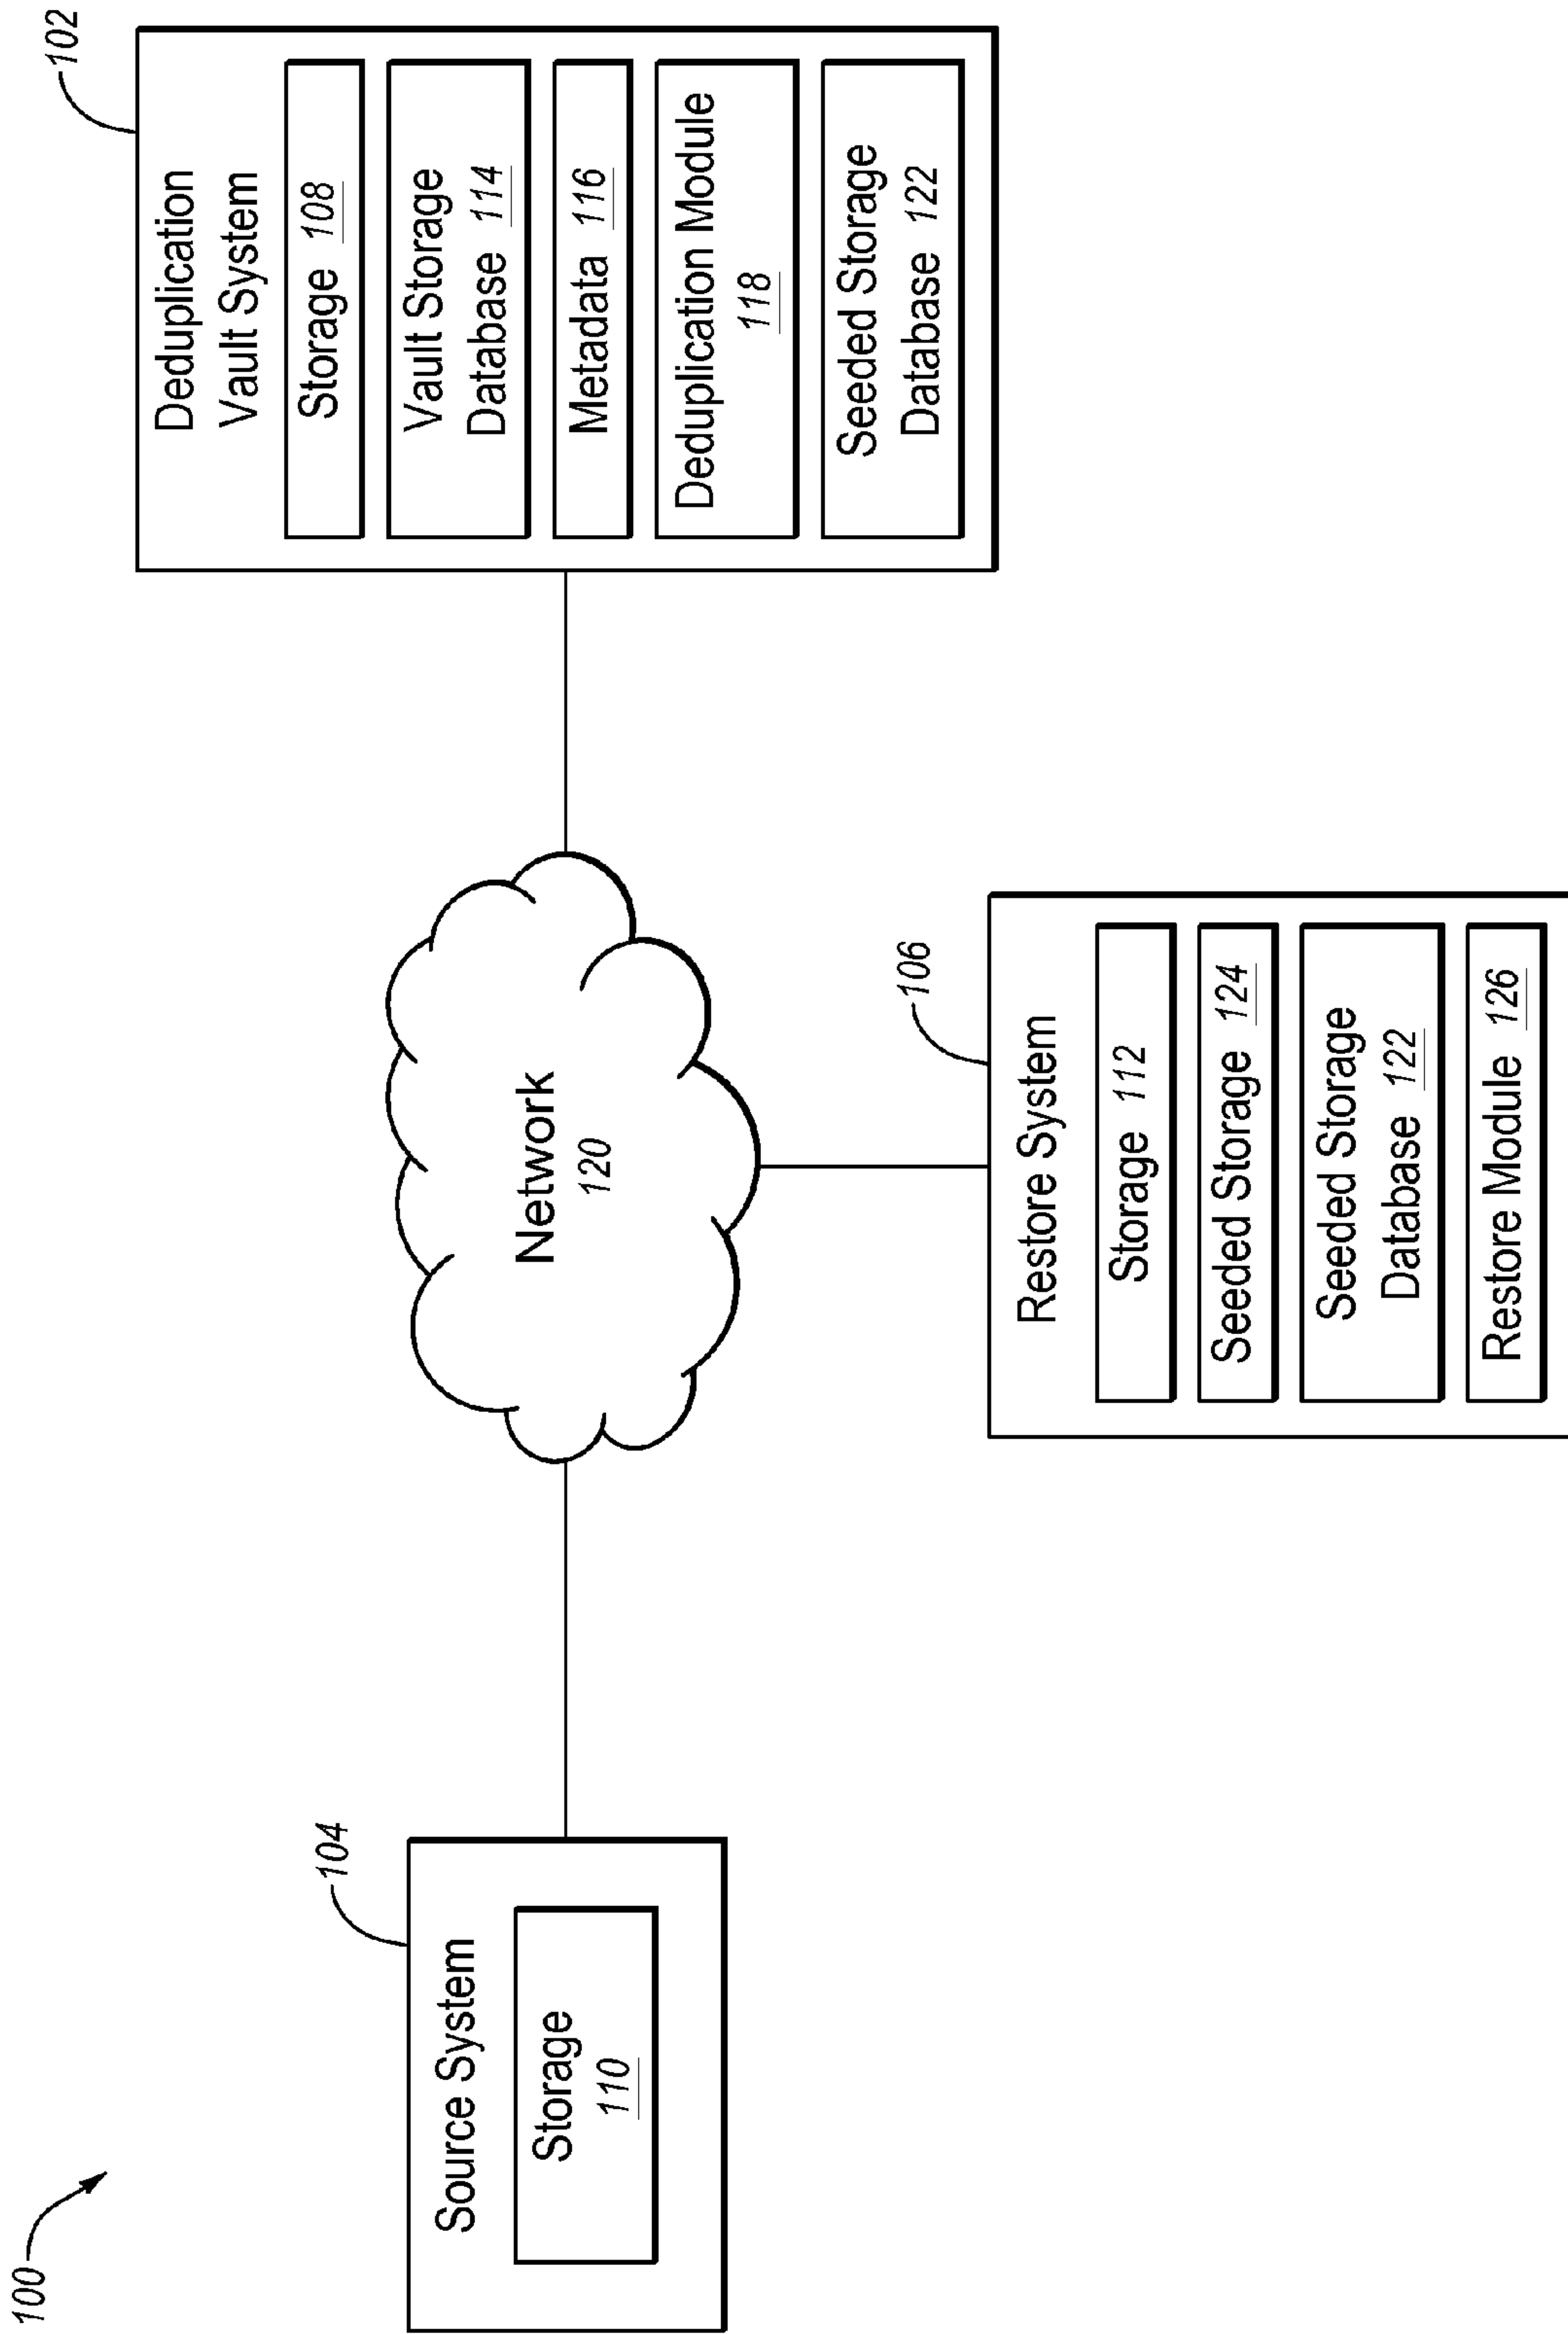 100
104
Source System
Storage
110
Network
120
102
Deduplication
Vault System
Storage 108
Vault Storage
Database 114
Metadata 116
Deduplication Module
118
Seeded Storage
Database 122
106
Restore System
Storage 112
Seeded Storage 124
Seeded Storage
Database 122
Restore Module 126